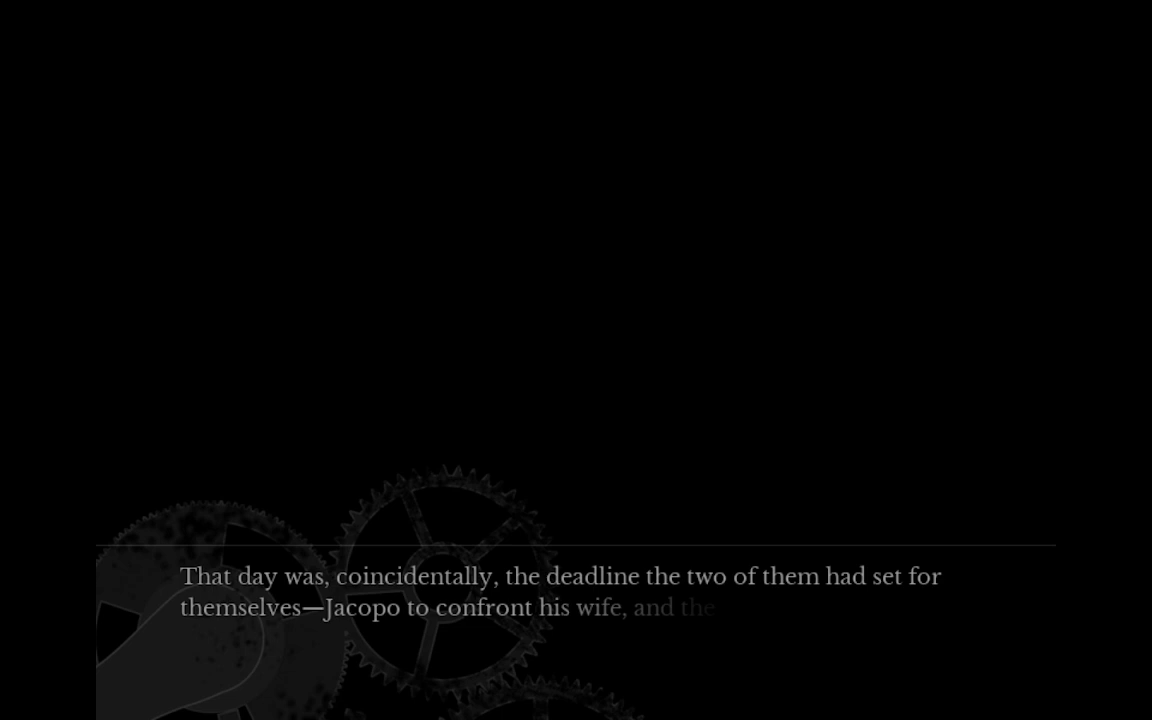 That day was, coincidentally, the deadline the two of them had set for
themselves—Jacopo to confront his wife, and the